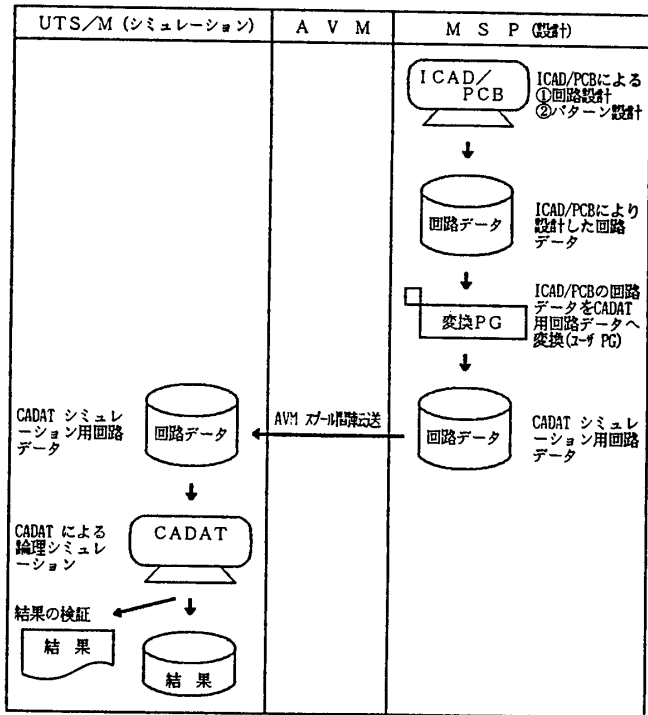 UTS/M (シミュレーション)
A V M
M S P (設計)
ICAD/
PCB
ICAD/PCBによる
①回路設計
②パターン設計
回路データ
ICAD/PCBにより
設計した回路
データ
変換PG
ICAD/PCBの回路
データをCADAT
用回路データへ
変換(ユーザ PG)
CADAT シミュレ
ーション用回路
データ
回路データ
AVM スプール間転送
回路データ
CADAT シミュレ
ーション用回路
データ
CADAT による
論理シミュレ
ーション
CADAT
結果の検証
結 果
結 果